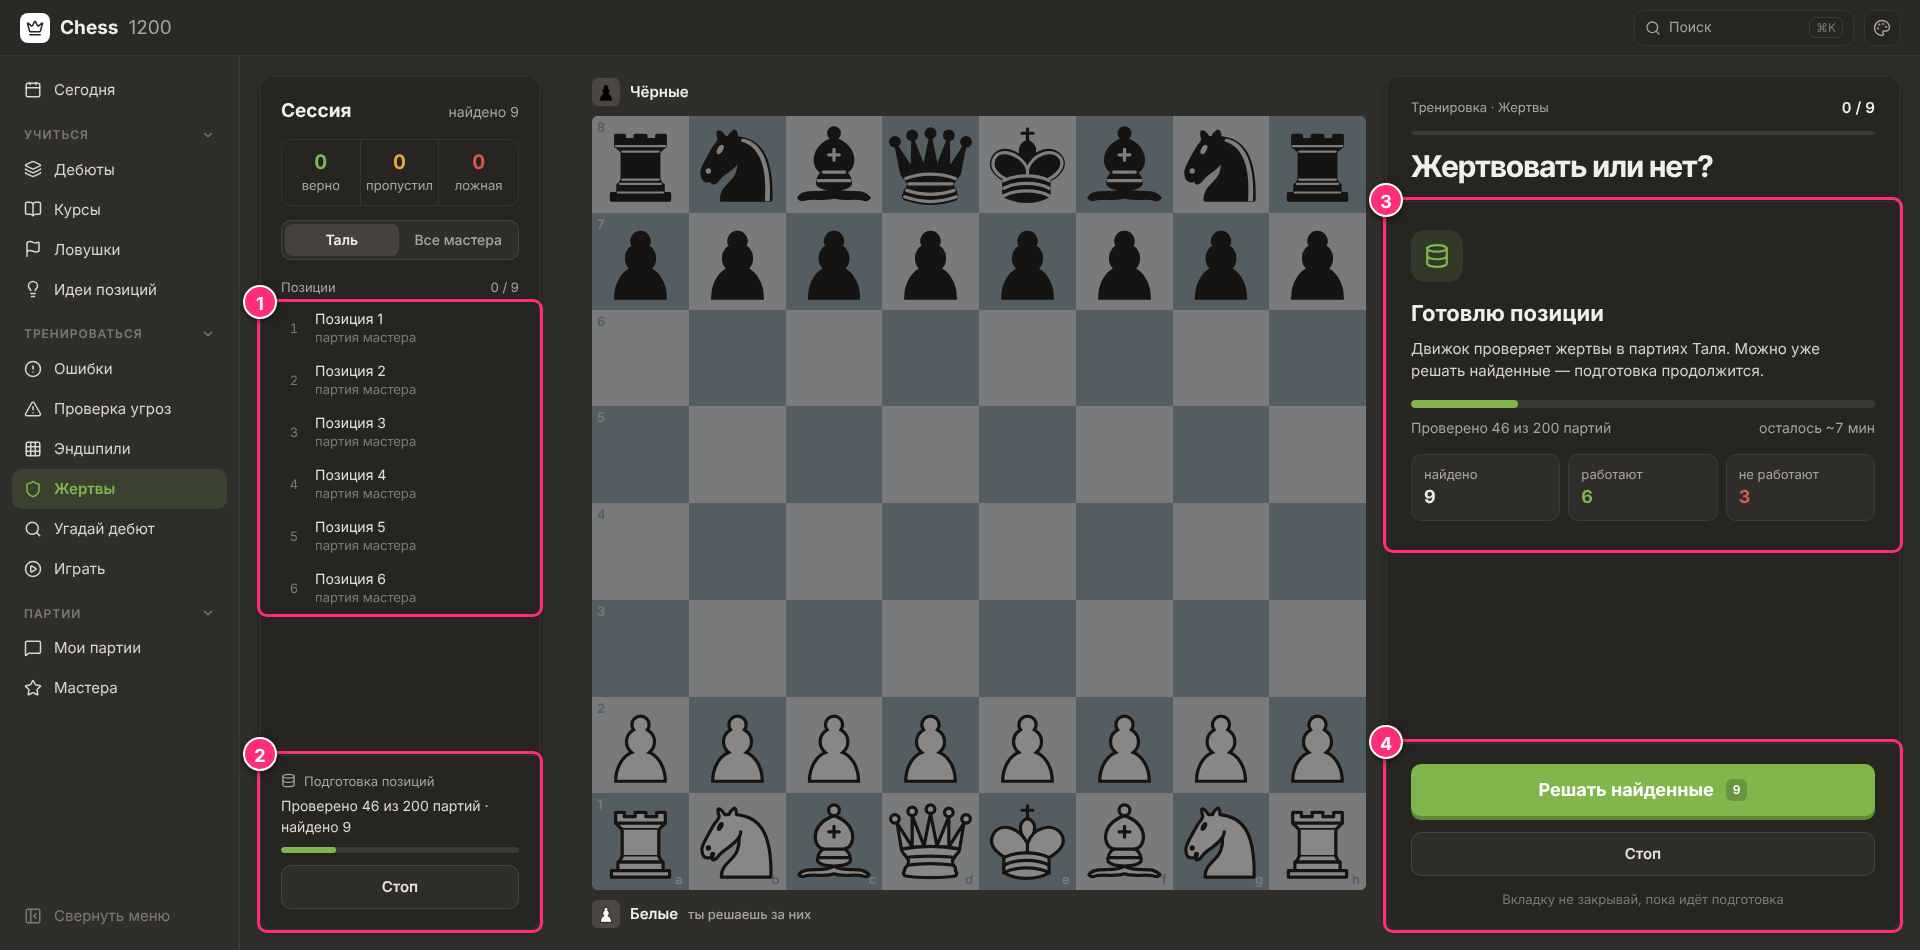 Chess 1200
Поиск ⌘K
Сегодня
УЧИТЬСЯ
Дебюты
Курсы
Ловушки
Идеи позиций
ТРЕНИРОВАТЬСЯ
Ошибки
Проверка угроз
Эндшпили
Жертвы
Угадай дебют
Играть
ПАРТИИ
Мои партии
Мастера
Свернуть меню
Сессия найдено 9
0 0 0
верно пропустил ложная
Таль Все мастера
Позиции 0 / 9
1
1 Позиция 1
партия мастера
2 Позиция 2
партия мастера
3 Позиция 3
партия мастера
4 Позиция 4
партия мастера
5 Позиция 5
партия мастера
6 Позиция 6
партия мастера
2
Подготовка позиций
Проверено 46 из 200 партий ·
найдено 9
Стоп
Чёрные
8
7
6
5
4
3
2
1
a b c d e f g h
Белые ты решаешь за них
Тренировка · Жертвы 0 / 9
Жертвовать или нет?
3
Готовлю позиции
Движок проверяет жертвы в партиях Таля. Можно уже
решать найденные — подготовка продолжится.
Проверено 46 из 200 партий осталось ~7 мин
найдено работают не работают
9 6 3
4
Решать найденные 9
Стоп
Вкладку не закрывай, пока идёт подготовка